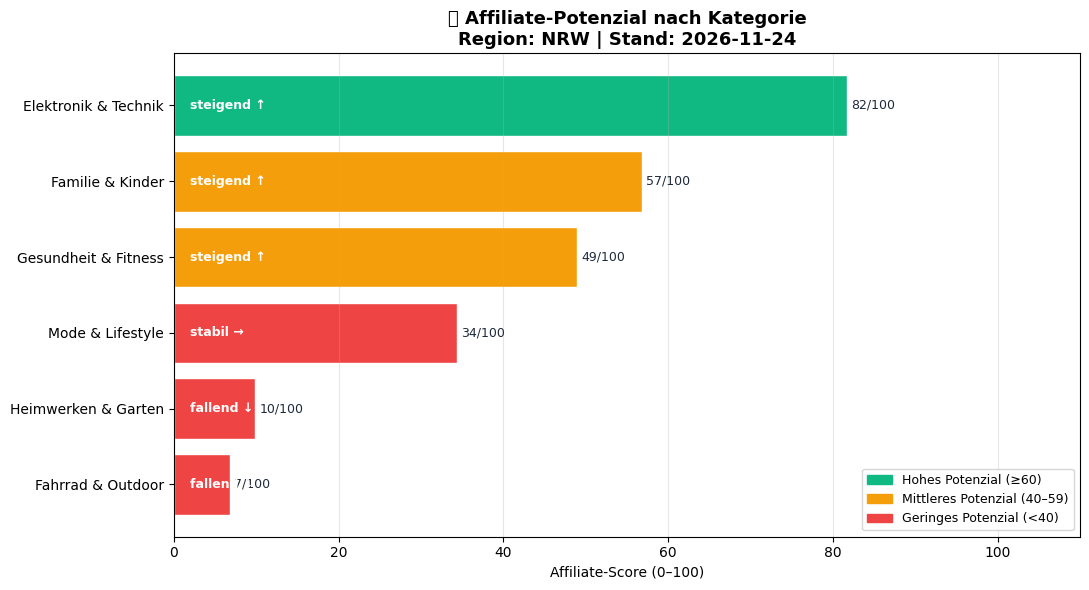 Affiliate-Potenzial nach Kategorie
Region: NRW | Stand: 2026-11-24
Elektronik & Technik
steigend ↑
82/100
Familie & Kinder
steigend ↑
57/100
Gesundheit & Fitness
steigend ↑
49/100
Mode & Lifestyle
stabil →
34/100
Heimwerken & Garten
fallend ↓
10/100
Fahrrad & Outdoor
fallen
7/100
Hohes Potenzial (≥60)
Mittleres Potenzial (40–59)
Geringes Potenzial (<40)
0 20 40 60 80 100
Affiliate-Score (0–100)